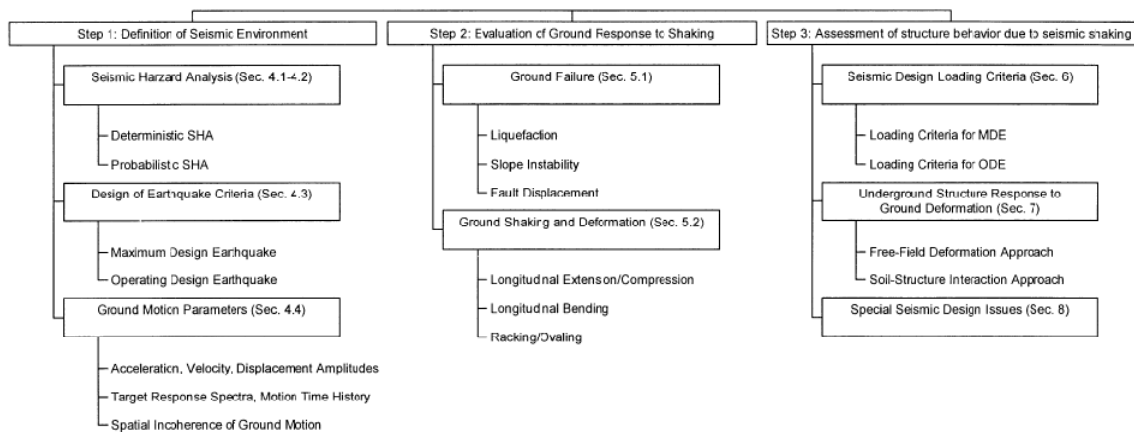 Step 1: Definition of Seismic Environment
Seismic Harzard Analysis (Sec. 4.1-4.2)
Deterministic SHA
Probabilistic SHA
Design of Earthquake Criteria (Sec. 4.3)
Maximum Design Earthquake
Operating Design Earthquake
Ground Motion Parameters (Sec. 4.4)
Acceleration, Velocity, Displacement Amplitudes
Target Response Spectra, Motion Time History
Spatial Incoherence of Ground Motion
Step 2: Evaluation of Ground Response to Shaking
Ground Failure (Sec. 5.1)
Liquefaction
Slope Instability
Fault Displacement
Ground Shaking and Deformation (Sec. 5.2)
Longitudinal Extension/Compression
Longitudinal Bending
Racking/Ovaling
Step 3: Assessment of structure behavior due to seismic shaking
Seismic Design Loading Criteria (Sec. 6)
Loading Criteria for MDE
Loading Criteria for ODE
Underground Structure Response to
Ground Deformation (Sec. 7)
Free-Field Deformation Approach
Soil-Structure Interaction Approach
Special Seismic Design Issues (Sec. 8)